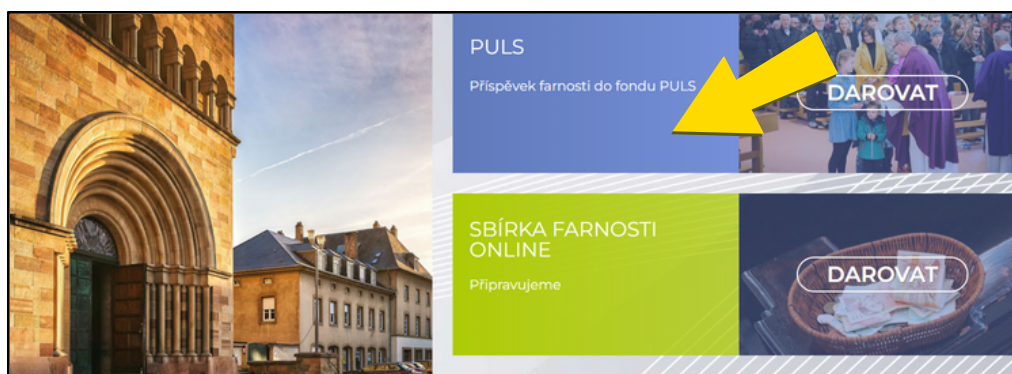 PULS
Příspěvek farnosti do fondu PULS
DAROVAT
SBÍRKA FARNOSTI
ONLINE
Připravujeme
DAROVAT